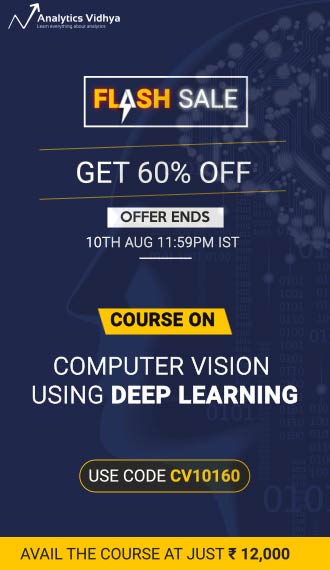 Analytics Vidhya
Learn everything about analytics
FLASH SALE
GET 60% OFF
OFFER ENDS
10TH AUG 11:59PM IST
COURSE ON
COMPUTER VISION
USING DEEP LEARNING
USE CODE CV10160
AVAIL THE COURSE AT JUST ₹ 12,000